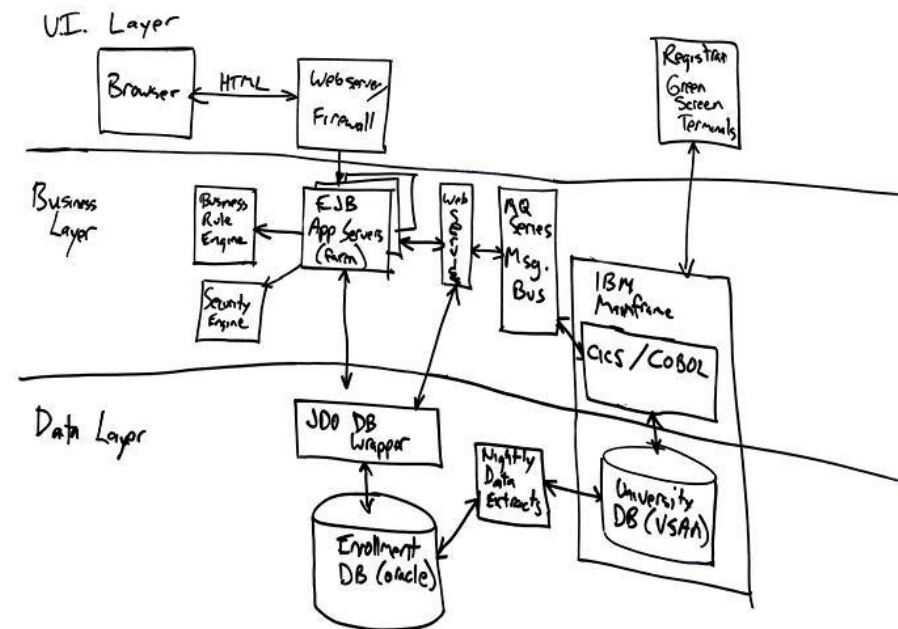 U.I. Layer
Browser
HTML
Webserver/
Firewall
Registrar
Green
Screen
Terminals
Business
Layer
Business
Rule
Engine
Security
Engine
EJB
App Servers
(farm)
Web
Services
MQ
Series
Msg.
Bus
IBM
Mainframe
CICS/COBOL
Data Layer
JDO DB
Wrapper
Enrollment
DB (oracle)
Nightly
Data
Extracts
University
DB (VSAM)